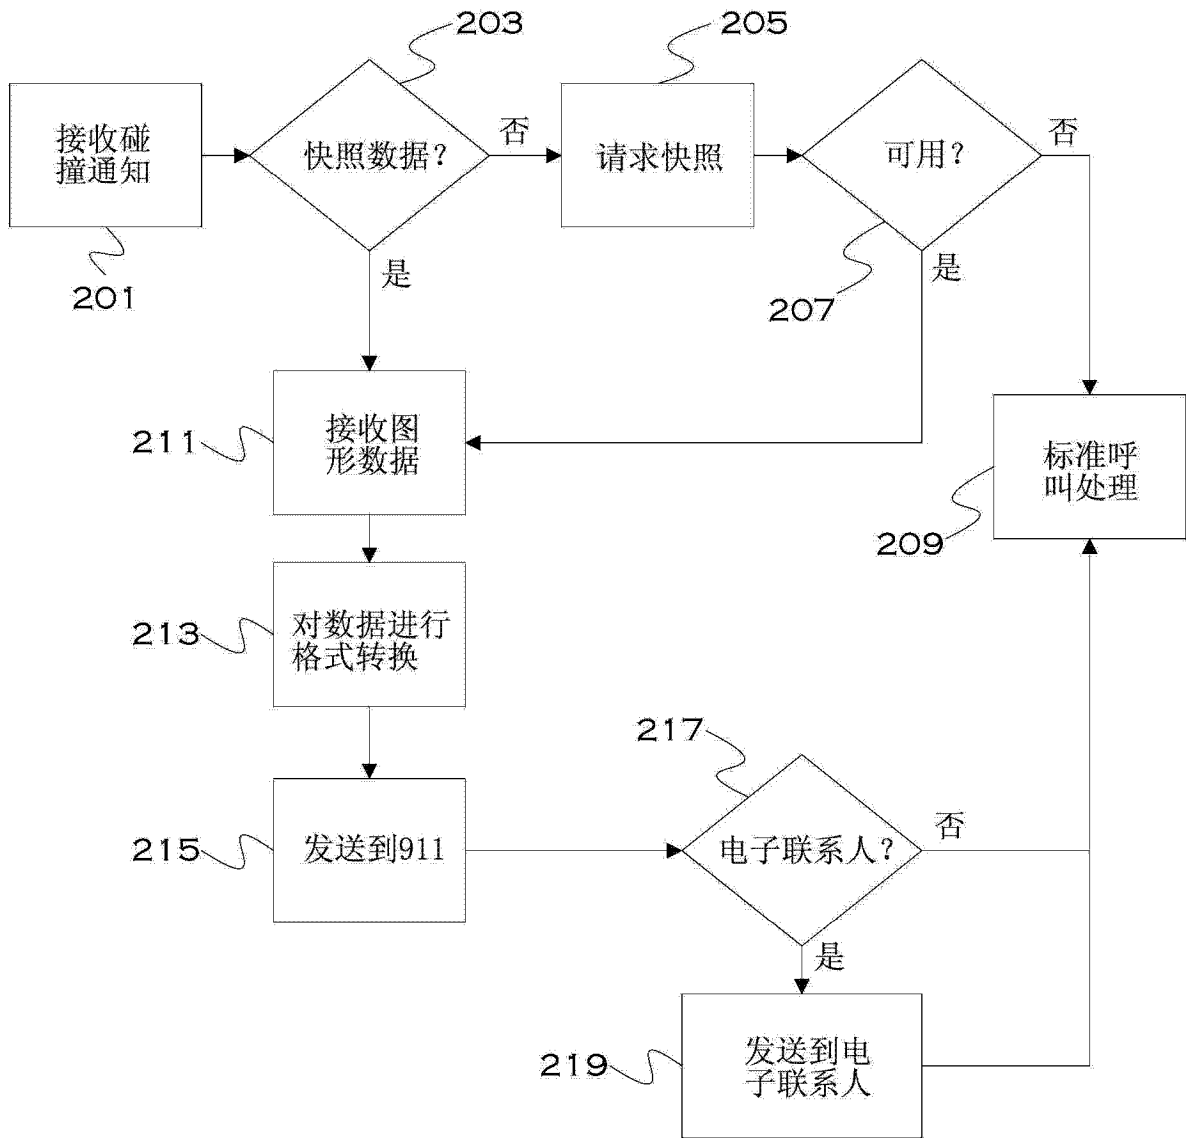 203
205
接收碰
撞通知
快照数据?
否
请求快照
可用?
否
201
是
207
是
211
接收图
形数据
标准呼
叫处理
209
213
对数据进行
格式转换
217
215
发送到911
电子联系人?
否
是
219
发送到电
子联系人